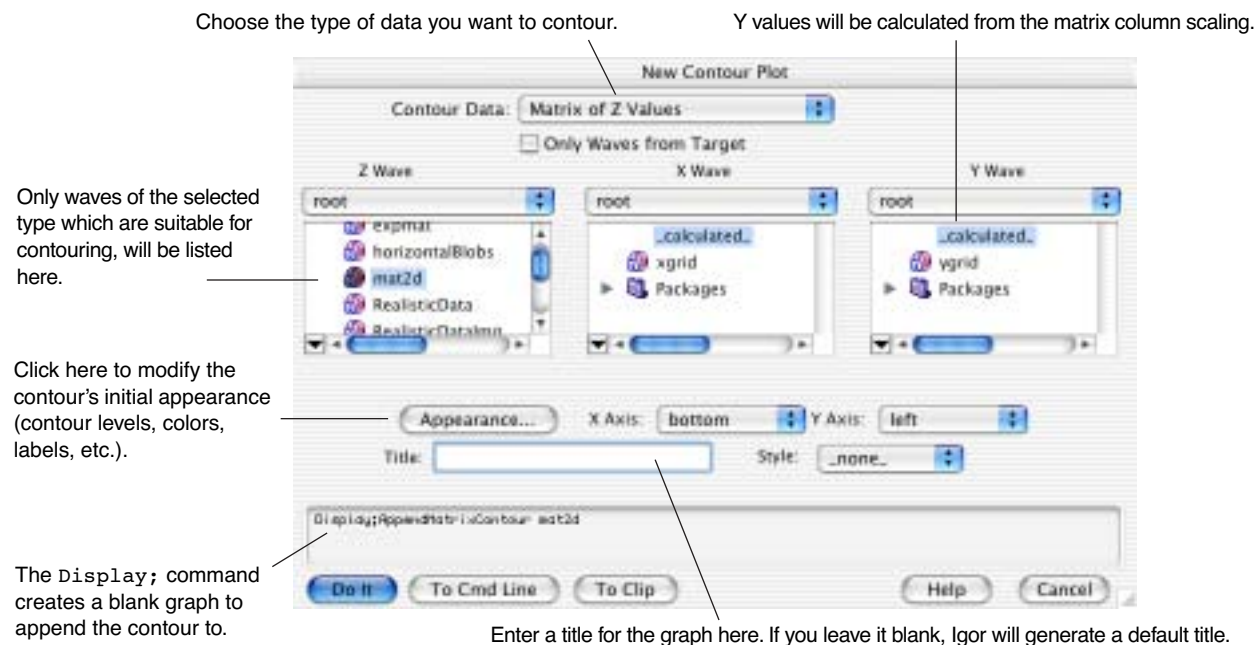 Choose the type of data you want to contour.
Y values will be calculated from the matrix column scaling.
New Contour Plot
Contour Data: Matrix of Z Values
Only Waves from Target
Z Wave
X Wave
Y Wave
root
root
root
Only waves of the selected
type which are suitable for
contouring, will be listed
here.
expmat
horizontalBlobs
mat2d
RealisticData
_calculated_
xgrid
Packages
_calculated_
ygrid
Packages
Click here to modify the
contour’s initial appearance
(contour levels, colors,
labels, etc.).
Appearance...
X Axis: bottom
Y Axis: left
Title:
Style: _none_
Display;AppendMatrixContour mat2d
The Display; command
creates a blank graph to
append the contour to.
Do It
To Cmd Line
To Clip
Help
Cancel
Enter a title for the graph here. If you leave it blank, Igor will generate a default title.